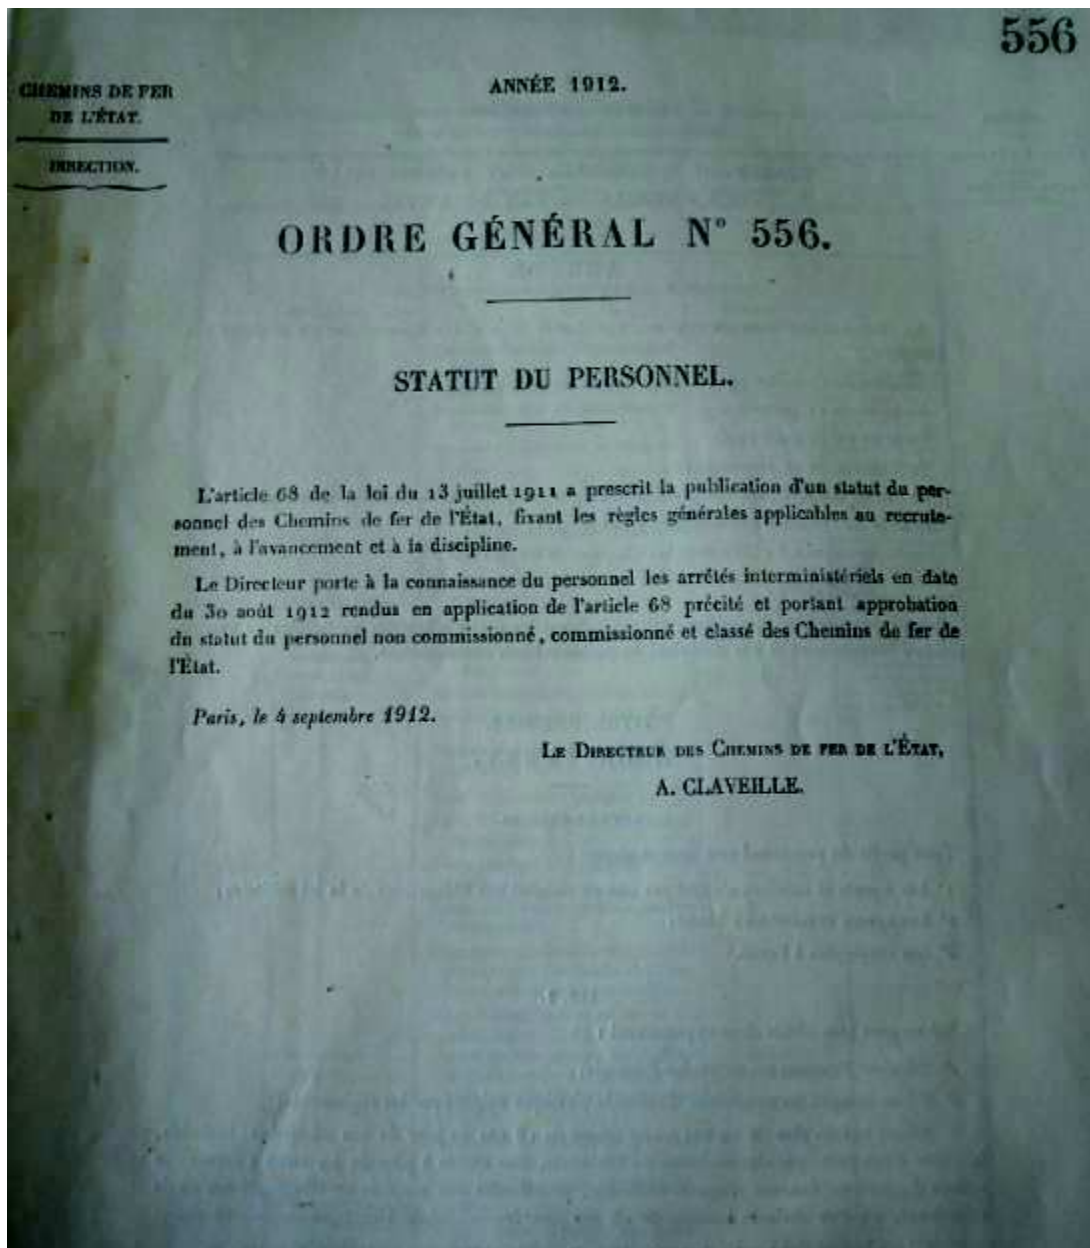 556
CHEMINS DE FER
DE L'ÉTAT.
DIRECTION.
ANNÉE 1912.
ORDRE GÉNÉRAL N° 556.
STATUT DU PERSONNEL.
L'article 68 de la loi du 13 juillet 1911 a prescrit la publication d'un statut du per-
sonnel des Chemins de fer de l'État, fixant les règles générales applicables au recrute-
ment, à l'avancement et à la discipline.
Le Directeur porte à la connaissance du personnel les arrêtés interministériels en date
du 30 août 1912 rendus en application de l'article 68 précité et portant approbation
du statut du personnel non commissionné, commissionné et classé des Chemins de fer de
l'État.
Paris, le 4 septembre 1912.
LE DIRECTEUR DES CHEMINS DE FER DE L'ÉTAT,
A. CLAVEILLE.